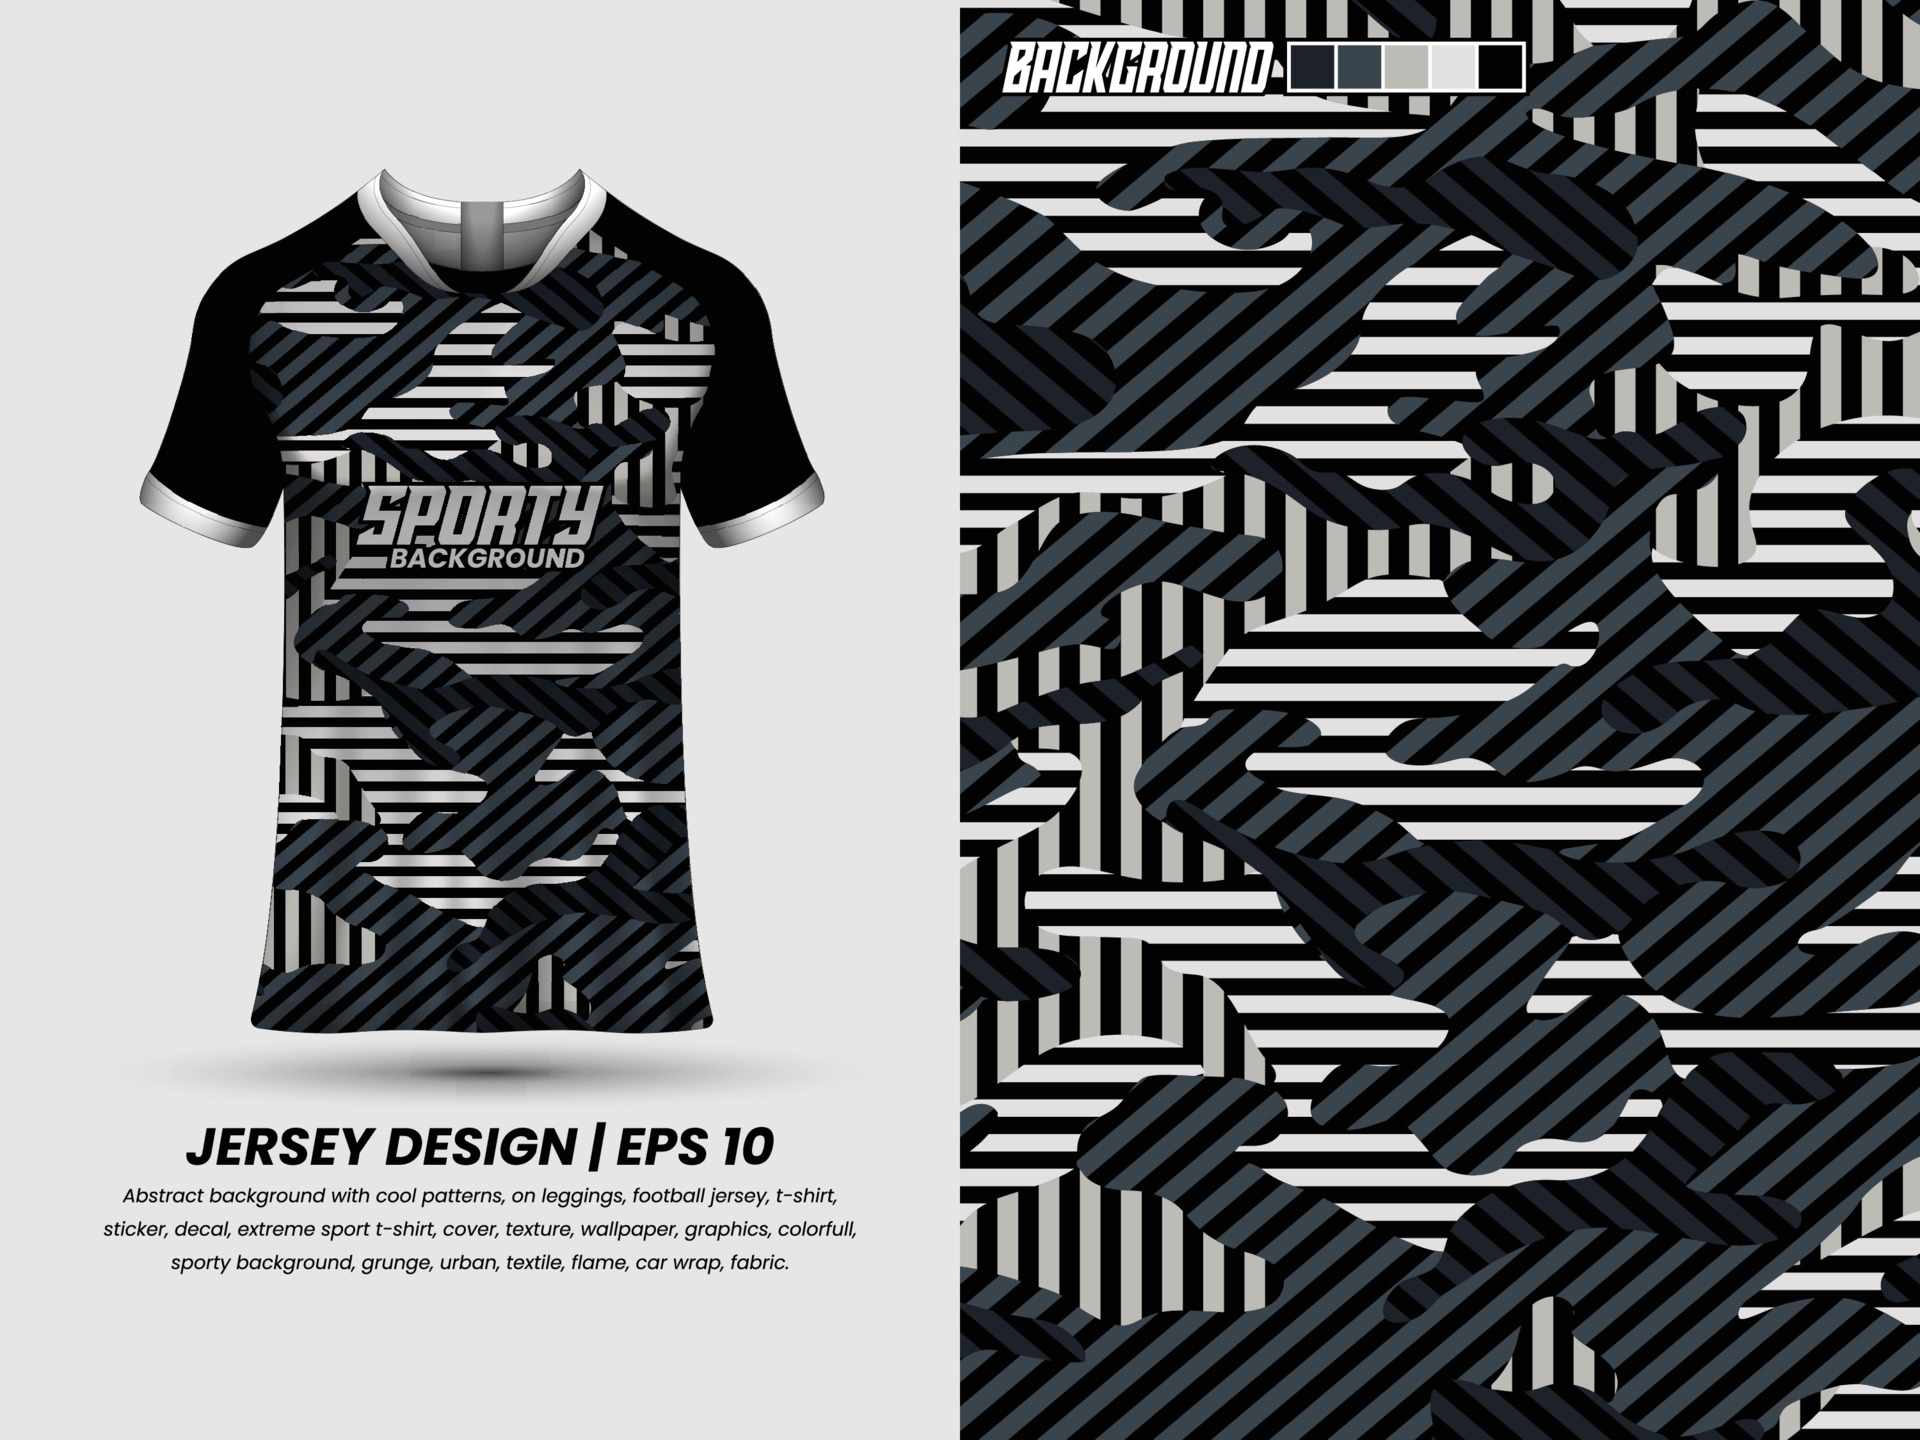 BACKGROUND
SPORTY
BACKGROUND
JERSEY DESIGN | EPS 10
Abstract background with cool patterns, on leggings, football jersey, t-shirt,
sticker, decal, extreme sport t-shirt, cover, texture, wallpaper, graphics, colorfull,
sporty background, grunge, urban, textile, flame, car wrap, fabric.